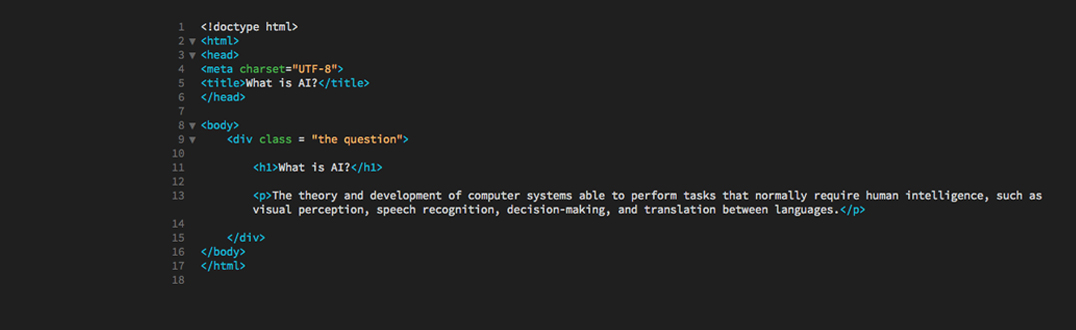 1 <!doctype html>
2 <html>
3 <head>
4 <meta charset="UTF-8">
5 <title>What is AI?</title>
6 </head>
7
8 <body>
9 <div class = "the question">
10
11 <h1>What is AI?</h1>
12
13 <p>The theory and development of computer systems able to perform tasks that normally require human intelligence, such as
visual perception, speech recognition, decision-making, and translation between languages.</p>
14
15 </div>
16 </body>
17 </html>
18